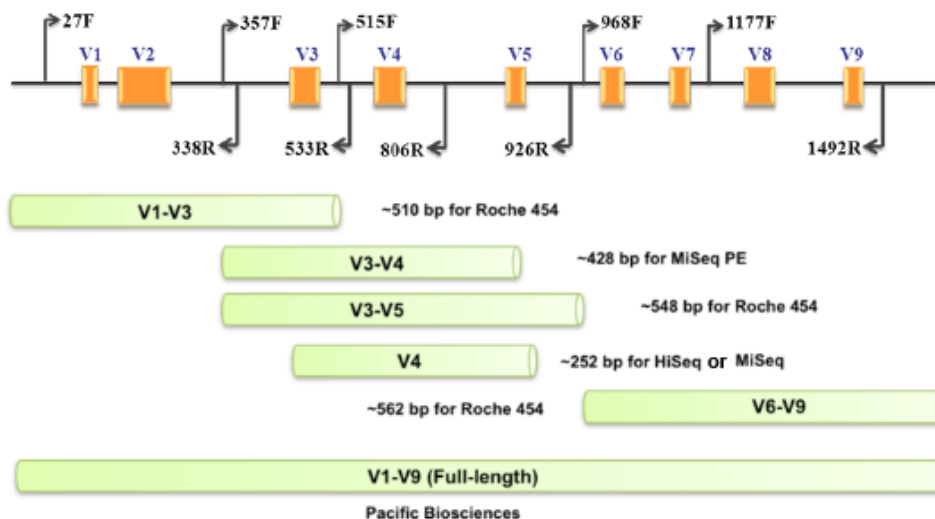 27F 357F 515F 968F 1177F
V1 V2 V3 V4 V5 V6 V7 V8 V9
338R 533R 806R 926R 1492R
V1-V3 ~510 bp for Roche 454
V3-V4 ~428 bp for MiSeq PE
V3-V5 ~548 bp for Roche 454
V4 ~252 bp for HiSeq or MiSeq
~562 bp for Roche 454 V6-V9
V1-V9 (Full-length)
Pacific Biosciences